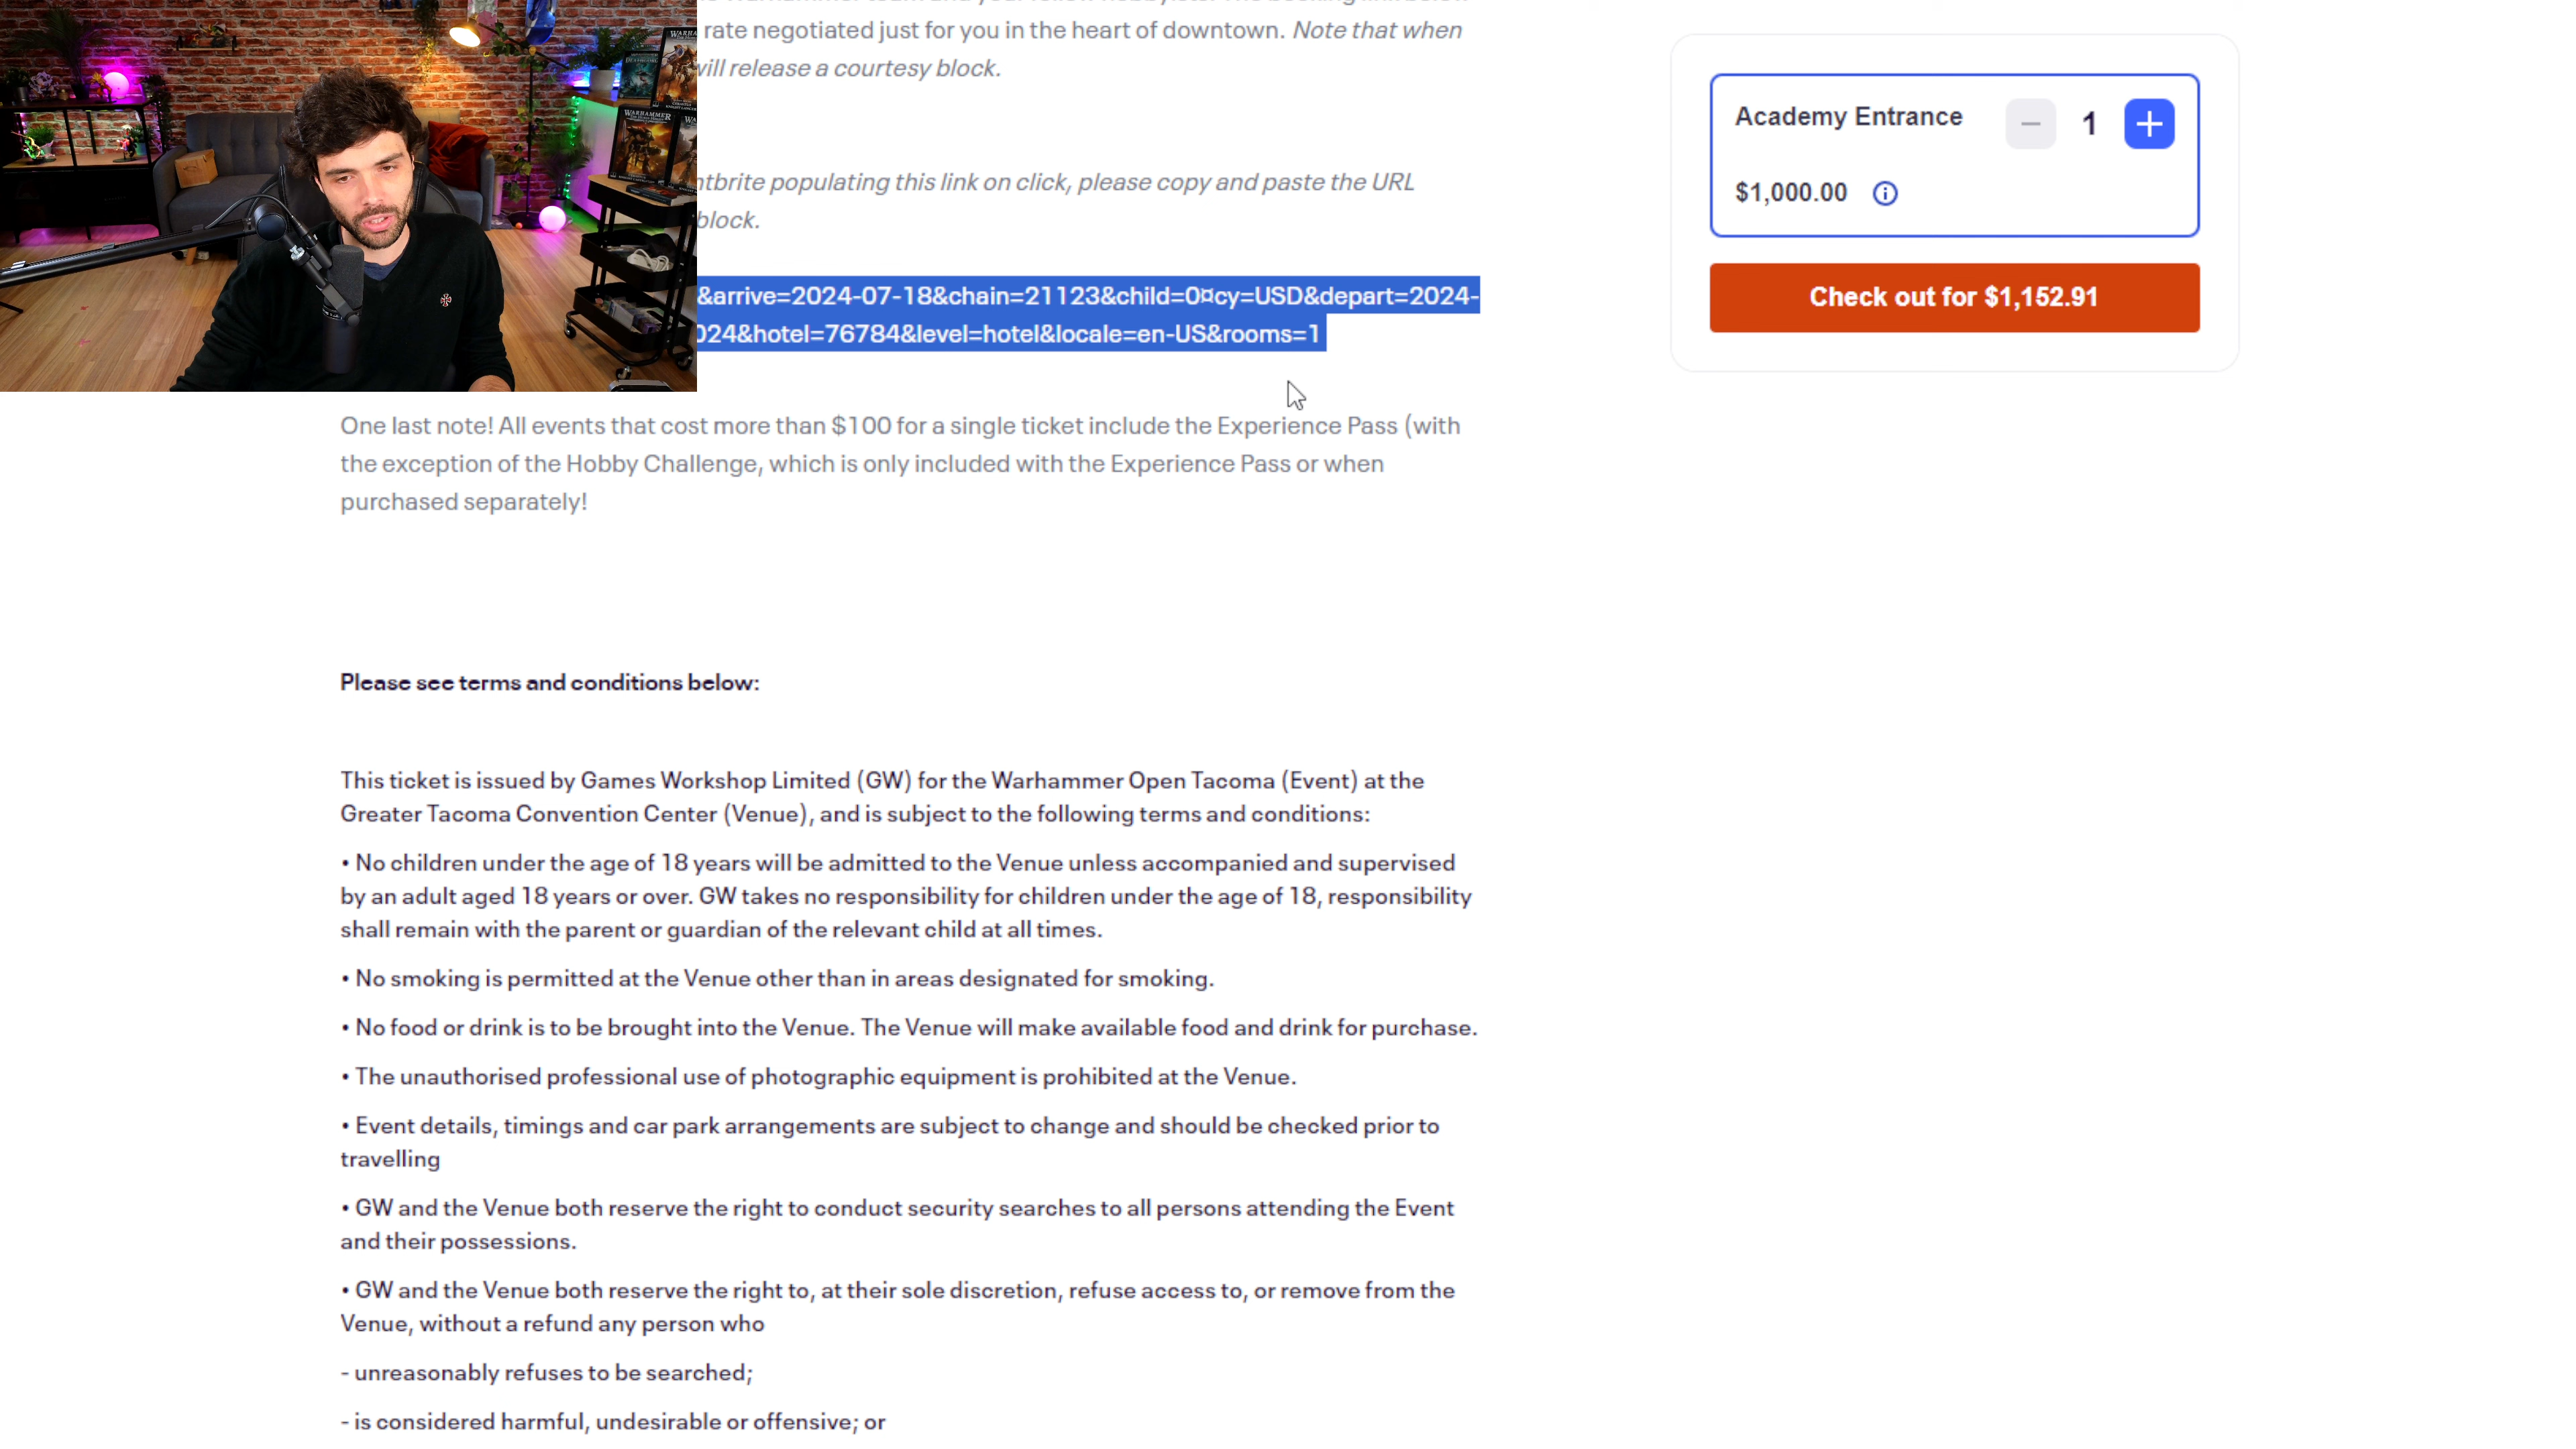 rate negotiated just for you in the heart of downtown. Note that when
will release a courtesy block.
ntbrite populating this link on click, please copy and paste the URL
block.
&arrive=2024-07-18&chain=21123&child=0¤cy=USD&depart=2024-
024&hotel=76784&level=hotel&locale=en-US&rooms=1
WARHAMMER
Academy Entrance
1
$1,000.00
Check out for $1,152.91
One last note! All events that cost more than $100 for a single ticket include the Experience Pass (with
the exception of the Hobby Challenge, which is only included with the Experience Pass or when
purchased separately!
Please see terms and conditions below:
This ticket is issued by Games Workshop Limited (GW) for the Warhammer Open Tacoma (Event) at the
Greater Tacoma Convention Center (Venue), and is subject to the following terms and conditions:
• No children under the age of 18 years will be admitted to the Venue unless accompanied and supervised
by an adult aged 18 years or over. GW takes no responsibility for children under the age of 18, responsibility
shall remain with the parent or guardian of the relevant child at all times.
• No smoking is permitted at the Venue other than in areas designated for smoking.
• No food or drink is to be brought into the Venue. The Venue will make available food and drink for purchase.
• The unauthorised professional use of photographic equipment is prohibited at the Venue.
• Event details, timings and car park arrangements are subject to change and should be checked prior to
travelling
• GW and the Venue both reserve the right to conduct security searches to all persons attending the Event
and their possessions.
• GW and the Venue both reserve the right to, at their sole discretion, refuse access to, or remove from the
Venue, without a refund any person who
- unreasonably refuses to be searched;
- is considered harmful, undesirable or offensive; or